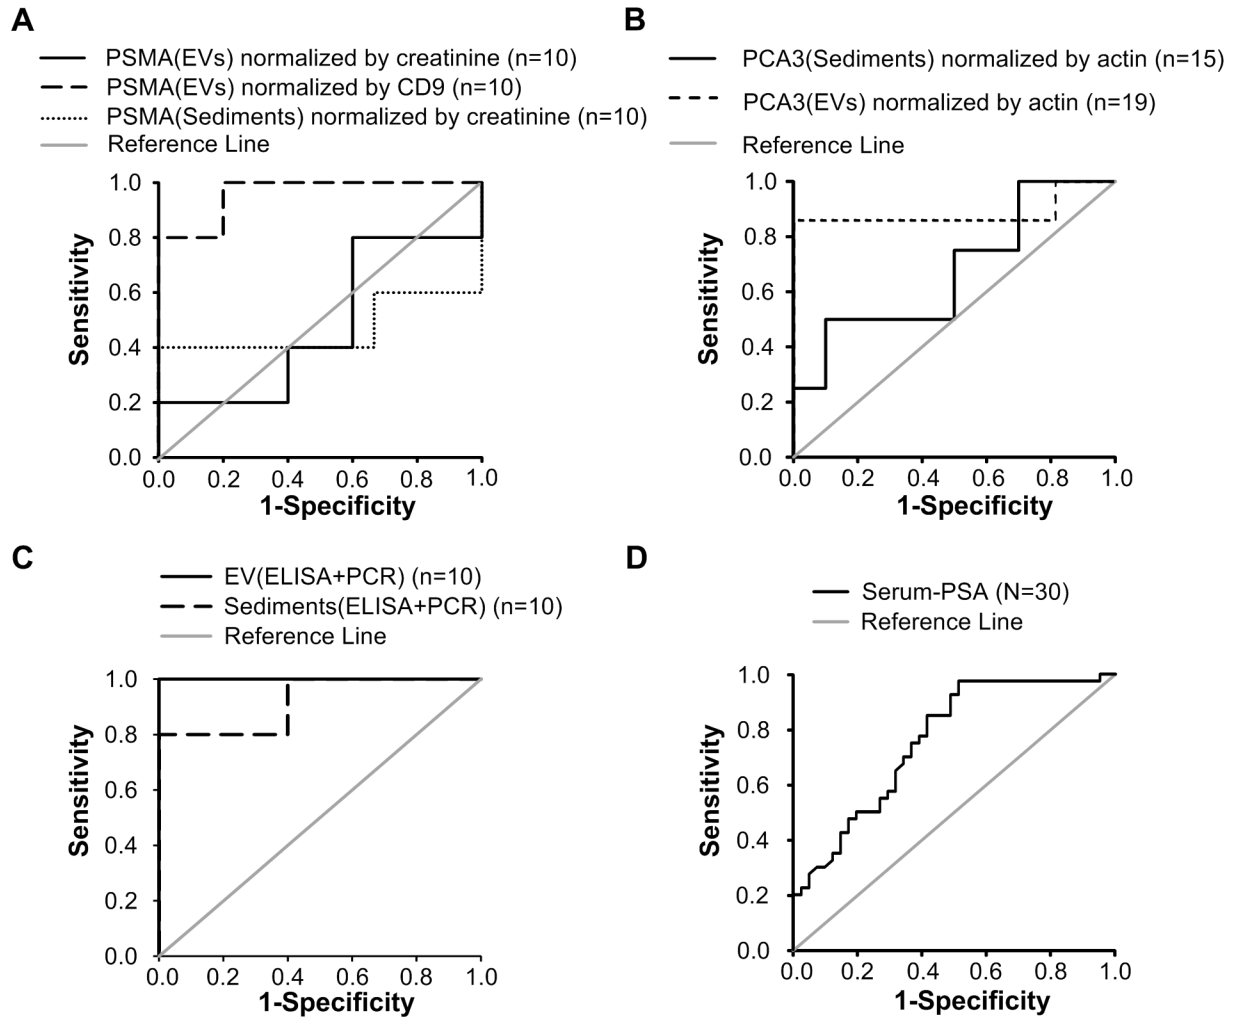 A
PSMA(EVs) normalized by creatinine (n=10)
PSMA(EVs) normalized by CD9 (n=10)
PSMA(Sediments) normalized by creatinine (n=10)
Reference Line
Sensitivity
1.0
0.8
0.6
0.4
0.2
0.0
0.0 0.2 0.4 0.6 0.8 1.0
1-Specificity
B
PCA3(Sediments) normalized by actin (n=15)
PCA3(EVs) normalized by actin (n=19)
Reference Line
Sensitivity
1.0
0.8
0.6
0.4
0.2
0.0
0.0 0.2 0.4 0.6 0.8 1.0
1-Specificity
C
EV(ELISA+PCR) (n=10)
Sediments(ELISA+PCR) (n=10)
Reference Line
Sensitivity
1.0
0.8
0.6
0.4
0.2
0.0
0.0 0.2 0.4 0.6 0.8 1.0
1-Specificity
D
Serum-PSA (N=30)
Reference Line
Sensitivity
1.0
0.8
0.6
0.4
0.2
0.0
0.0 0.2 0.4 0.6 0.8 1.0
1-Specificity